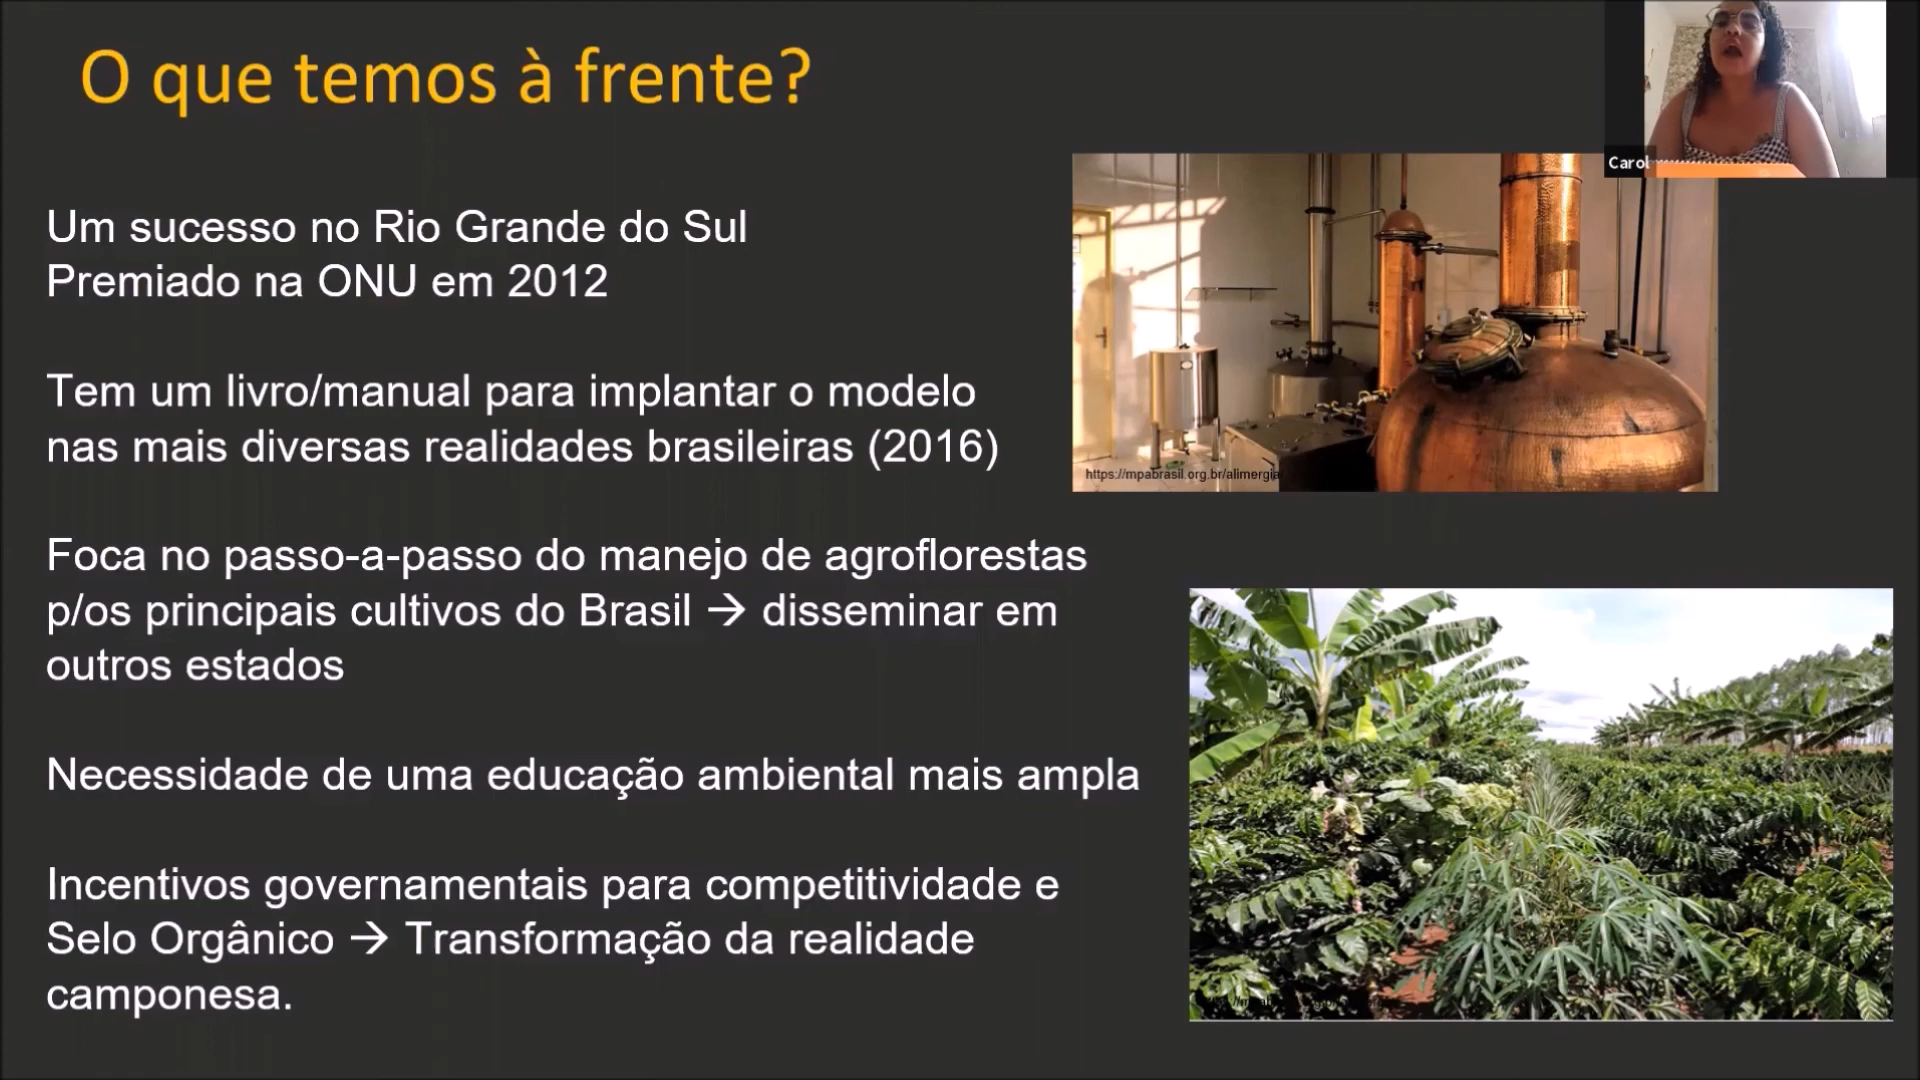 O que temos à frente?
Carol
Um sucesso no Rio Grande do Sul
Premiado na ONU em 2012
Tem um livro/manual para implantar o modelo
nas mais diversas realidades brasileiras (2016)
https://mpabrasil.org.br/alimergia
Foca no passo-a-passo do manejo de agroflorestas
p/os principais cultivos do Brasil → disseminar em
outros estados
Necessidade de uma educação ambiental mais ampla
Incentivos governamentais para competitividade e
Selo Orgânico → Transformação da realidade
camponesa.